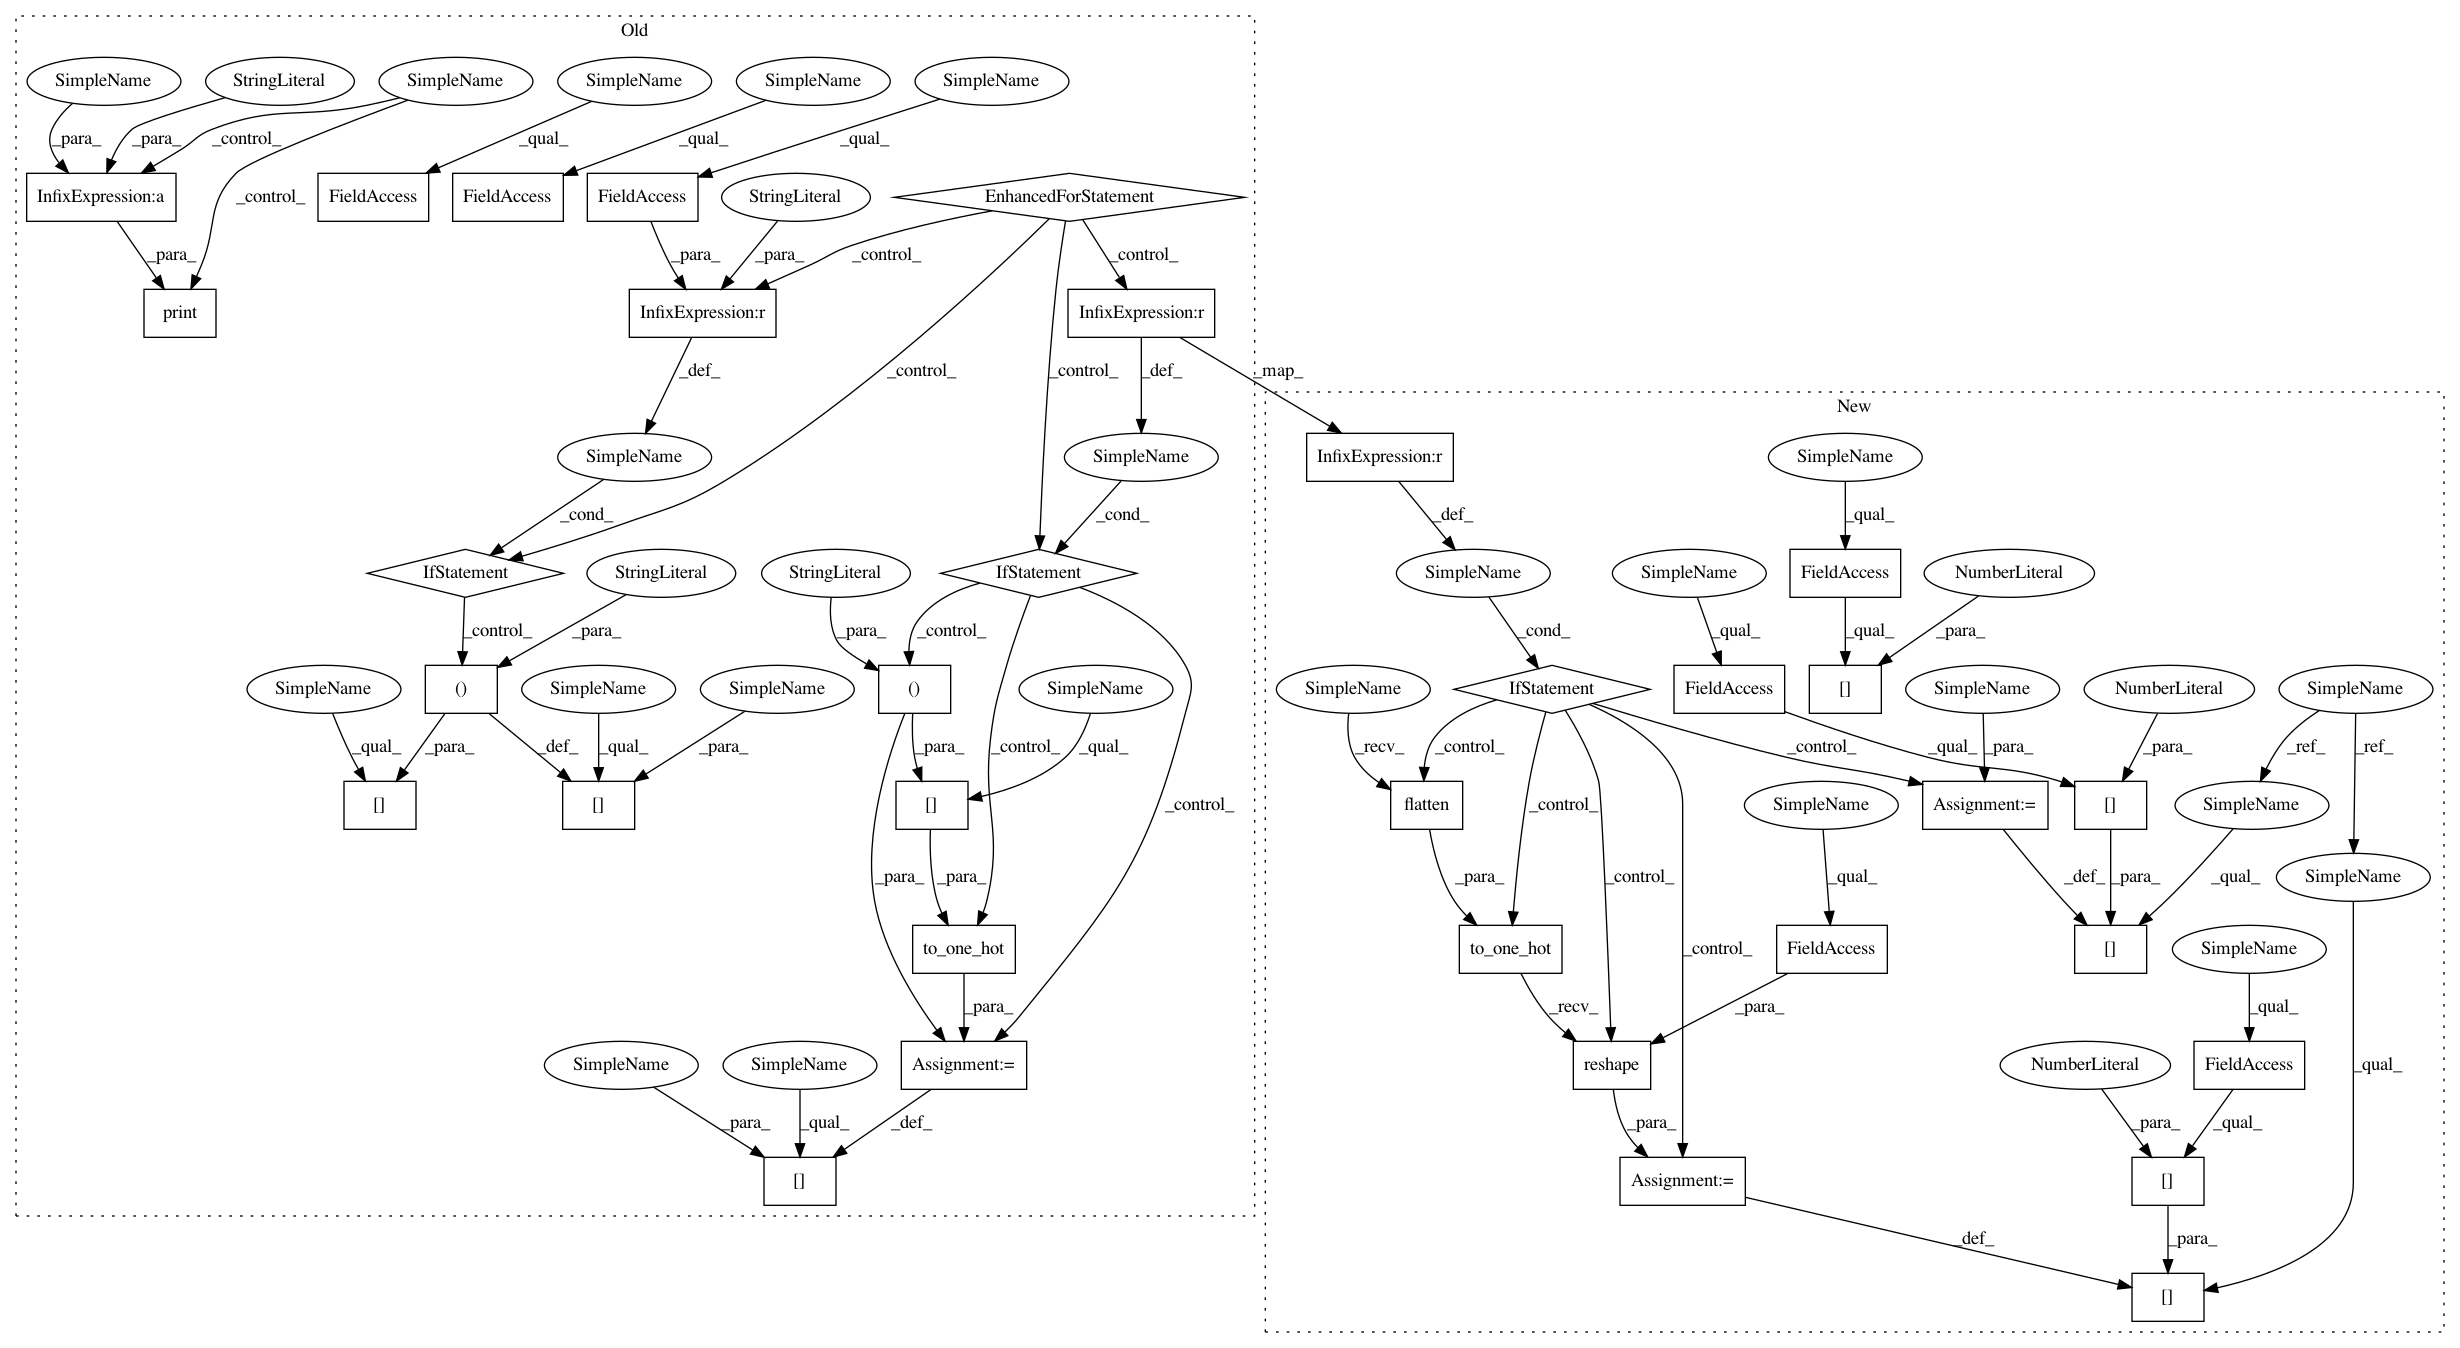 Old
SimpleName
StringLiteral
SimpleName
SimpleName
SimpleName
SimpleName
_para_
_para_
_control_
_qual_
_qual_
_qual_
InfixExpression:a
FieldAccess
FieldAccess
FieldAccess
StringLiteral
EnhancedForStatement
_control_
_para_
_para_
_para_
_control_
_control_
print
InfixExpression:r
InfixExpression:r
_def_
_control_
_control_
_def_
_map_
New
SimpleName
SimpleName
InfixExpression:r
SimpleName
_cond_
_cond_
_def_
_qual_
IfStatement
StringLiteral
StringLiteral
IfStatement
SimpleName
SimpleName
FieldAccess
NumberLiteral
_control_
_para_
_para_
_control_
_cond_
_qual_
_qual_
_para_
SimpleName
()
SimpleName
SimpleName
()
SimpleName
SimpleName
IfStatement
FieldAccess
[]
SimpleName
NumberLiteral
SimpleName
_qual_
_para_
_def_
_qual_
_para_
_para_
_control_
_qual_
_recv_
_control_
_control_
_qual_
_para_
_para_
_ref_
_ref_
[]
[]
[]
_control_
flatten
_control_
SimpleName
Assignment:=
[]
SimpleName
_para_
_para_
_para_
_control_
_qual_
_def_
_para_
_qual_
SimpleName
to_one_hot
to_one_hot
_control_
FieldAccess
[]
SimpleName
_para_
_recv_
_para_
_qual_
SimpleName
SimpleName
Assignment:=
reshape
NumberLiteral
FieldAccess
_qual_
_para_
_qual_
_def_
_para_
_para_
_qual_
[]
Assignment:=
[]
_def_
_para_
[]